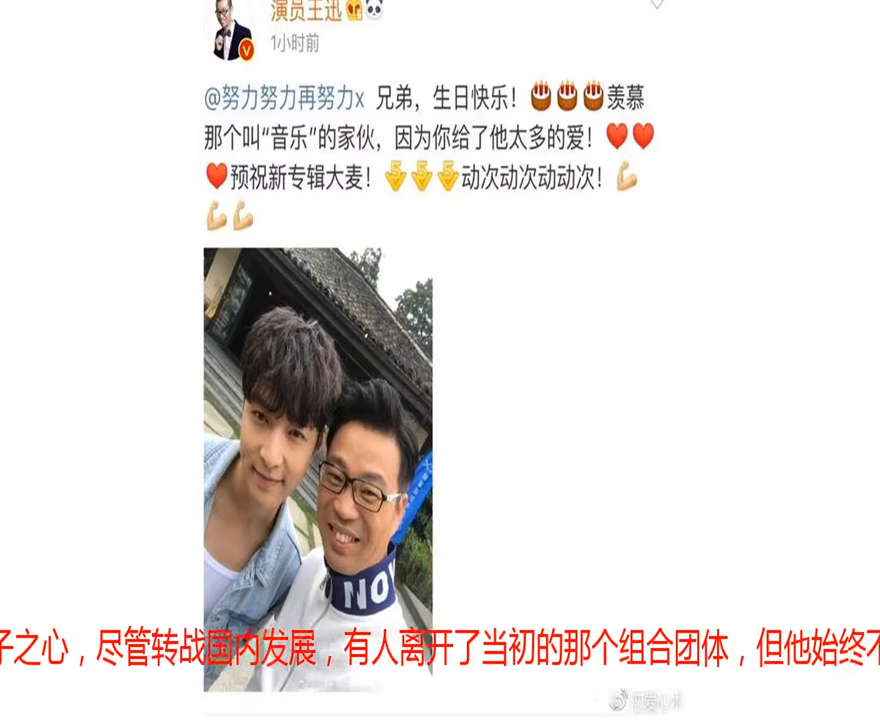 演员王迅
1小时前
@努力努力再努力x 兄弟，生日快乐！🎂🎂🎂羡慕
那个叫“音乐”的家伙，因为你给了他太多的爱！❤️❤️
❤️预祝新专辑大麦！动次动次动动次！💪
💪💪
NOW
子之心，尽管转战国内发展，有人离开了当初的那个组合团体，但他始终不